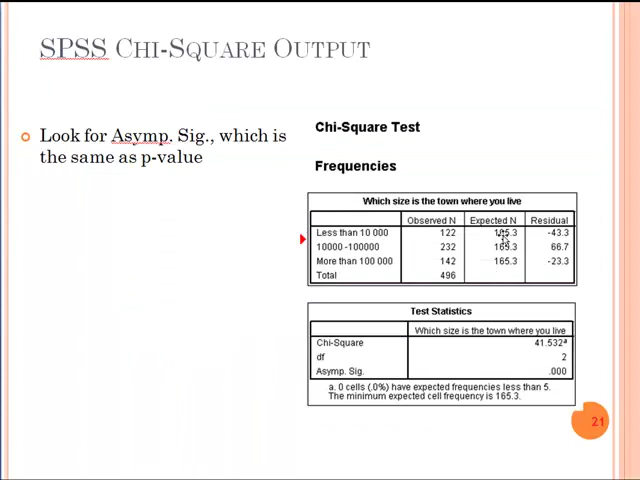 SPSS CHI-SQUARE OUTPUT
Look for Asymp. Sig., which is
the same as p-value
Chi-Square Test
Frequencies
Which size is the town where you live
Observed N Expected N Residual
Less than 10 000 122 165.3 -43.3
10000 -100000 232 165.3 66.7
More than 100 000 142 165.3 -23.3
Total 496
Test Statistics
Which size is the town where you live
Chi-Square 41.532a
df 2
Asymp. Sig. .000
a. 0 cells (.0%) have expected frequencies less than 5.
The minimum expected cell frequency is 165.3.
21